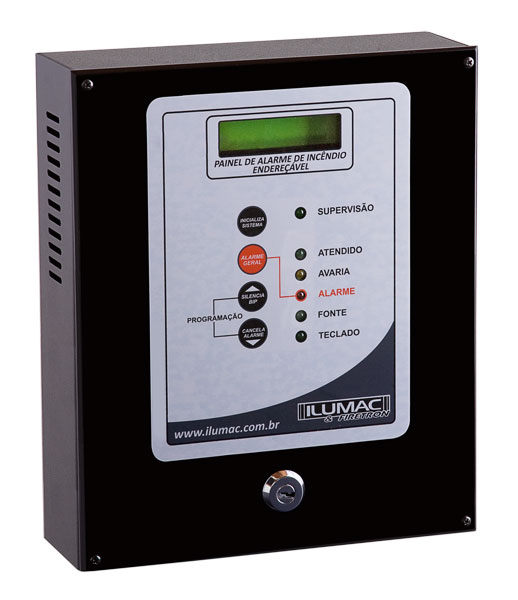 PAINEL DE ALARME DE INCÊNDIO
ENDEREÇÁVEL
INICIALIZA
SISTEMA
SUPERVISÃO
ALARME
GERAL
ATENDIDO
AVARIA
ALARME
SILENCIA
BIP
FONTE
PROGRAMAÇÃO
CANCELA
ALARME
TECLADO
ILUMAC
& FIRETRON
www.ilumac.com.br